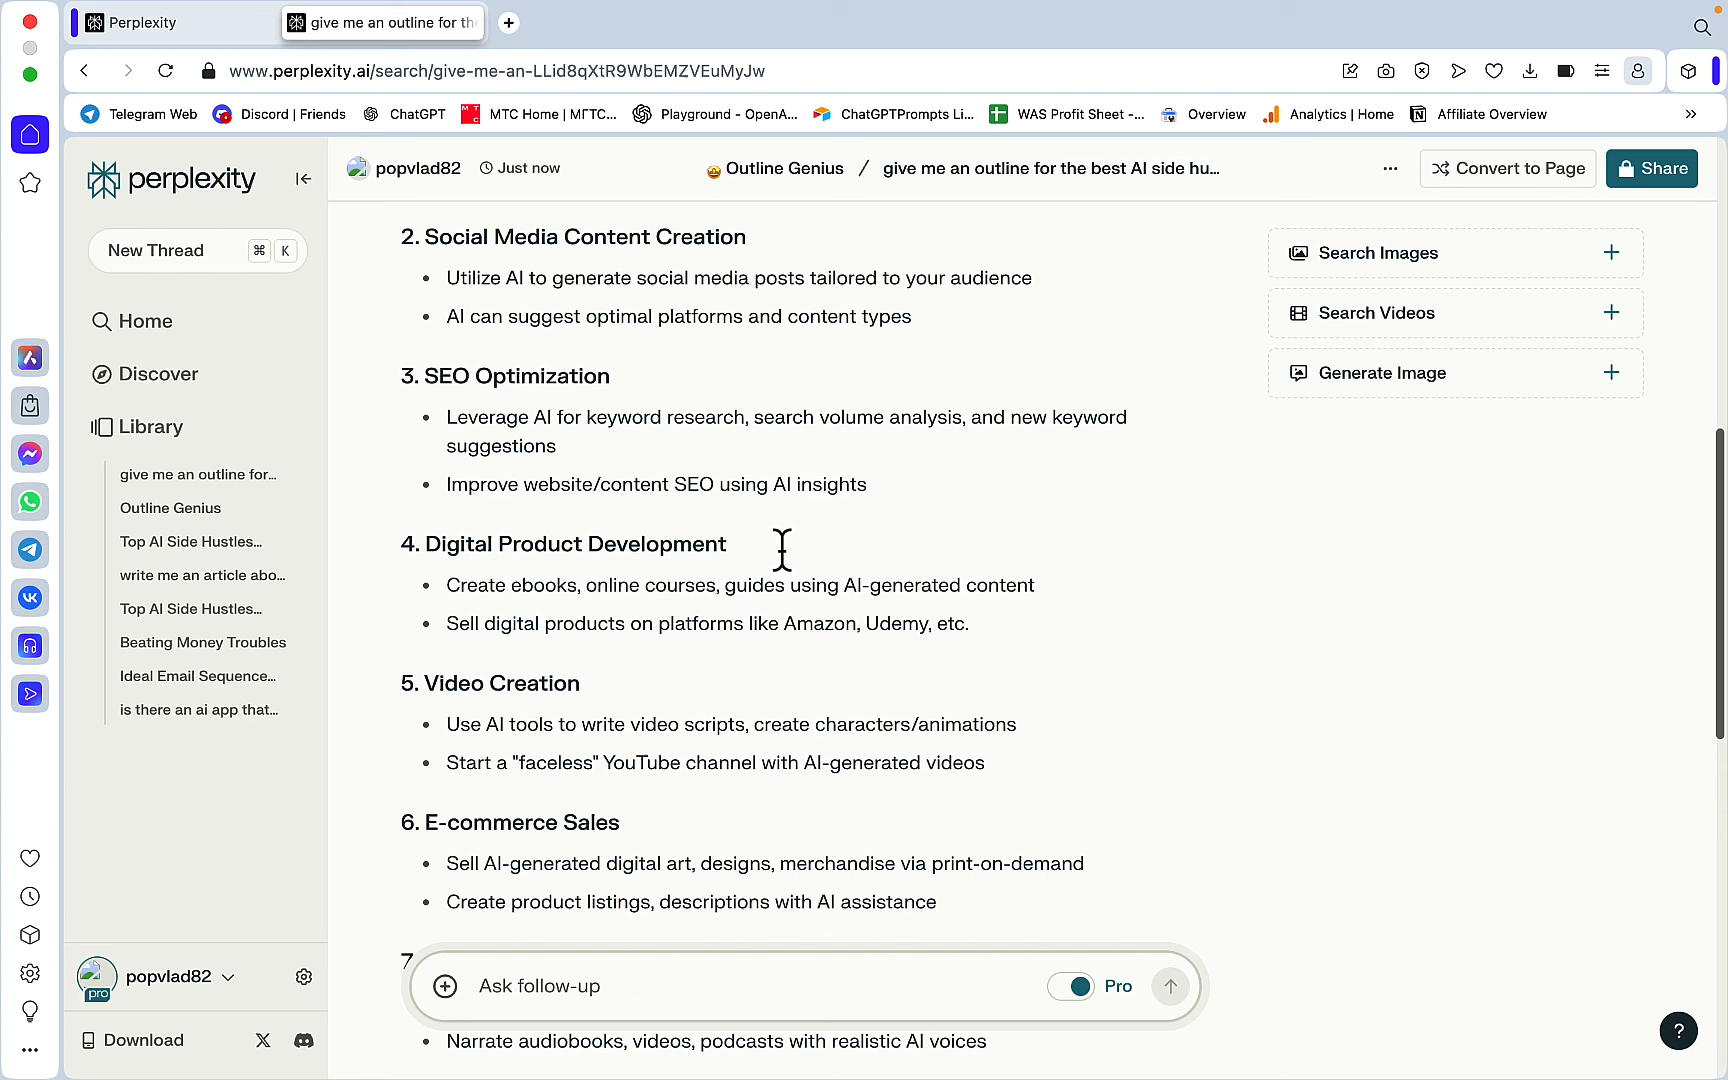 Perplexity
give me an outline for th
www.perplexity.ai/search/give-me-an-LLid8qXtR9WbEMZVEuMyJw
Telegram Web
Discord | Friends
ChatGPT
MTC Home | МГТС...
Playground - OpenA...
ChatGPTPrompts Li...
WAS Profit Sheet -...
Overview
Analytics | Home
Affiliate Overview
perplexity
popvlad82
Just now
Outline Genius / give me an outline for the best AI side hu...
Convert to Page
Share
New Thread
⌘ K
Home
Discover
Library
give me an outline for...
Outline Genius
Top AI Side Hustles...
write me an article abo...
Top AI Side Hustles...
Beating Money Troubles
Ideal Email Sequence...
is there an ai app that...
popvlad82
pro
Download
2. Social Media Content Creation
• Utilize AI to generate social media posts tailored to your audience
• AI can suggest optimal platforms and content types
3. SEO Optimization
• Leverage AI for keyword research, search volume analysis, and new keyword
suggestions
• Improve website/content SEO using AI insights
4. Digital Product Development
• Create ebooks, online courses, guides using AI-generated content
• Sell digital products on platforms like Amazon, Udemy, etc.
5. Video Creation
• Use AI tools to write video scripts, create characters/animations
• Start a "faceless" YouTube channel with AI-generated videos
6. E-commerce Sales
• Sell AI-generated digital art, designs, merchandise via print-on-demand
• Create product listings, descriptions with AI assistance
7
Ask follow-up
Pro
• Narrate audiobooks, videos, podcasts with realistic AI voices
Search Images
Search Videos
Generate Image
?